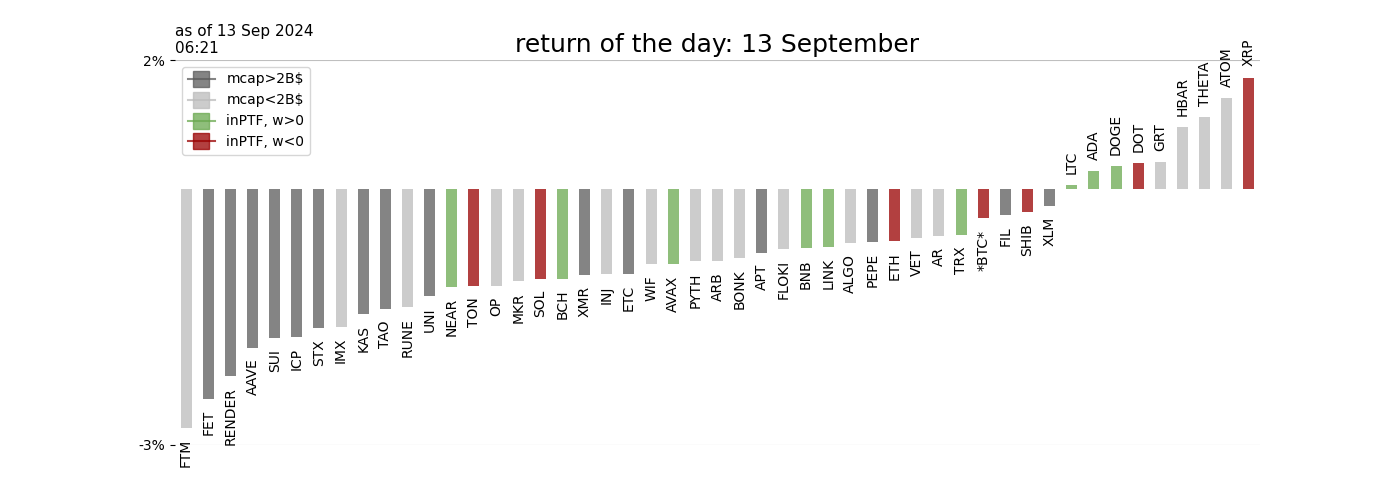 as of 13 Sep 2024
06:21
return of the day: 13 September
2%
mcap>2B$
mcap<2B$
inPTF, w>0
inPTF, w<0
-3%
FTM
FET
RENDER
AAVE
SUI
ICP
STX
IMX
KAS
TAO
RUNE
UNI
NEAR
TON
OP
MKR
SOL
BCH
XMR
INJ
ETC
WIF
AVAX
PYTH
ARB
BONK
APT
FLOKI
BNB
LINK
ALGO
PEPE
ETH
VET
AR
TRX
*BTC*
FIL
SHIB
XLM
LTC
ADA
DOGE
DOT
GRT
HBAR
THETA
ATOM
XRP